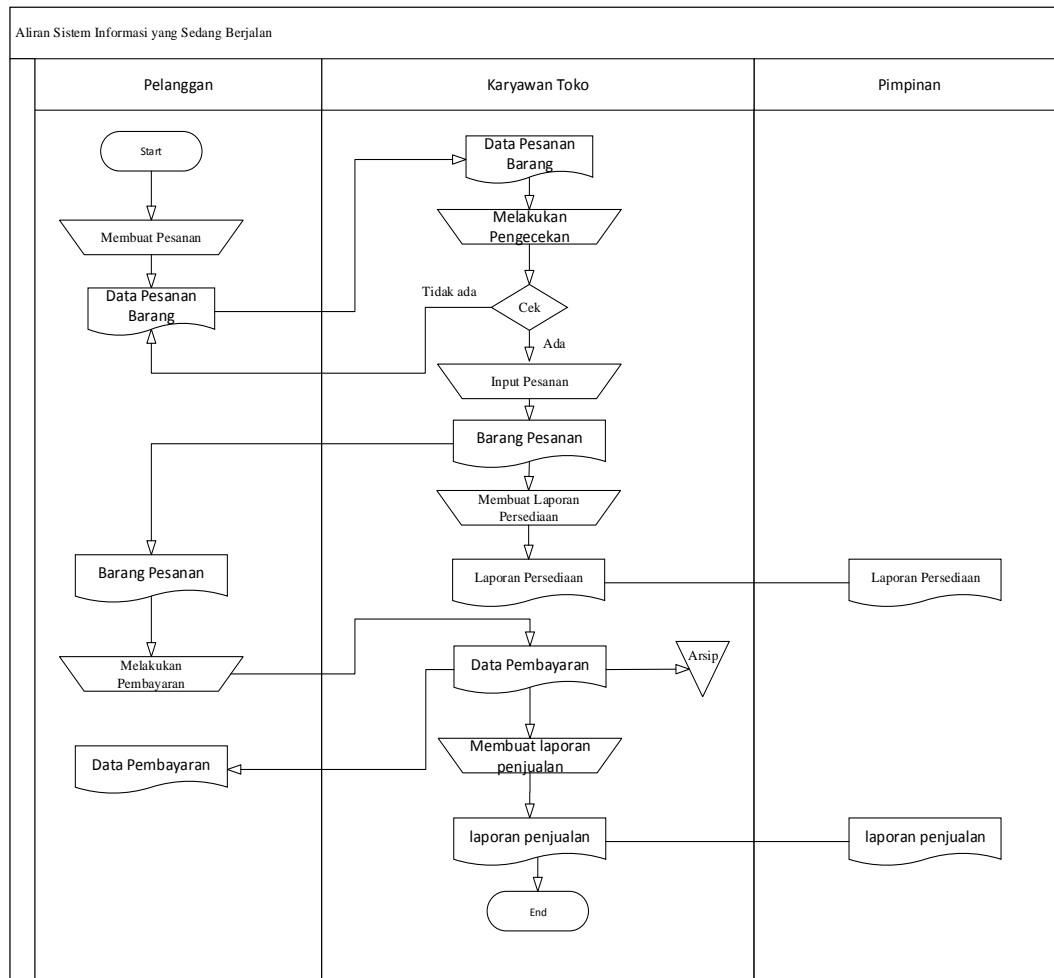 Aliran Sistem Informasi yang Sedang Berjalan
Pelanggan
Karyawan Toko
Pimpinan
Start
Data Pesanan
Barang
Membuat Pesanan
Melakukan
Pengecekan
Data Pesanan
Barang
Tidak ada
Cek
Ada
Input Pesanan
Barang Pesanan
Membuat Laporan
Persediaan
Barang Pesanan
Laporan Persediaan
Laporan Persediaan
Melakukan
Pembayaran
Data Pembayaran
Arsip
Data Pembayaran
Membuat laporan
penjualan
laporan penjualan
laporan penjualan
End